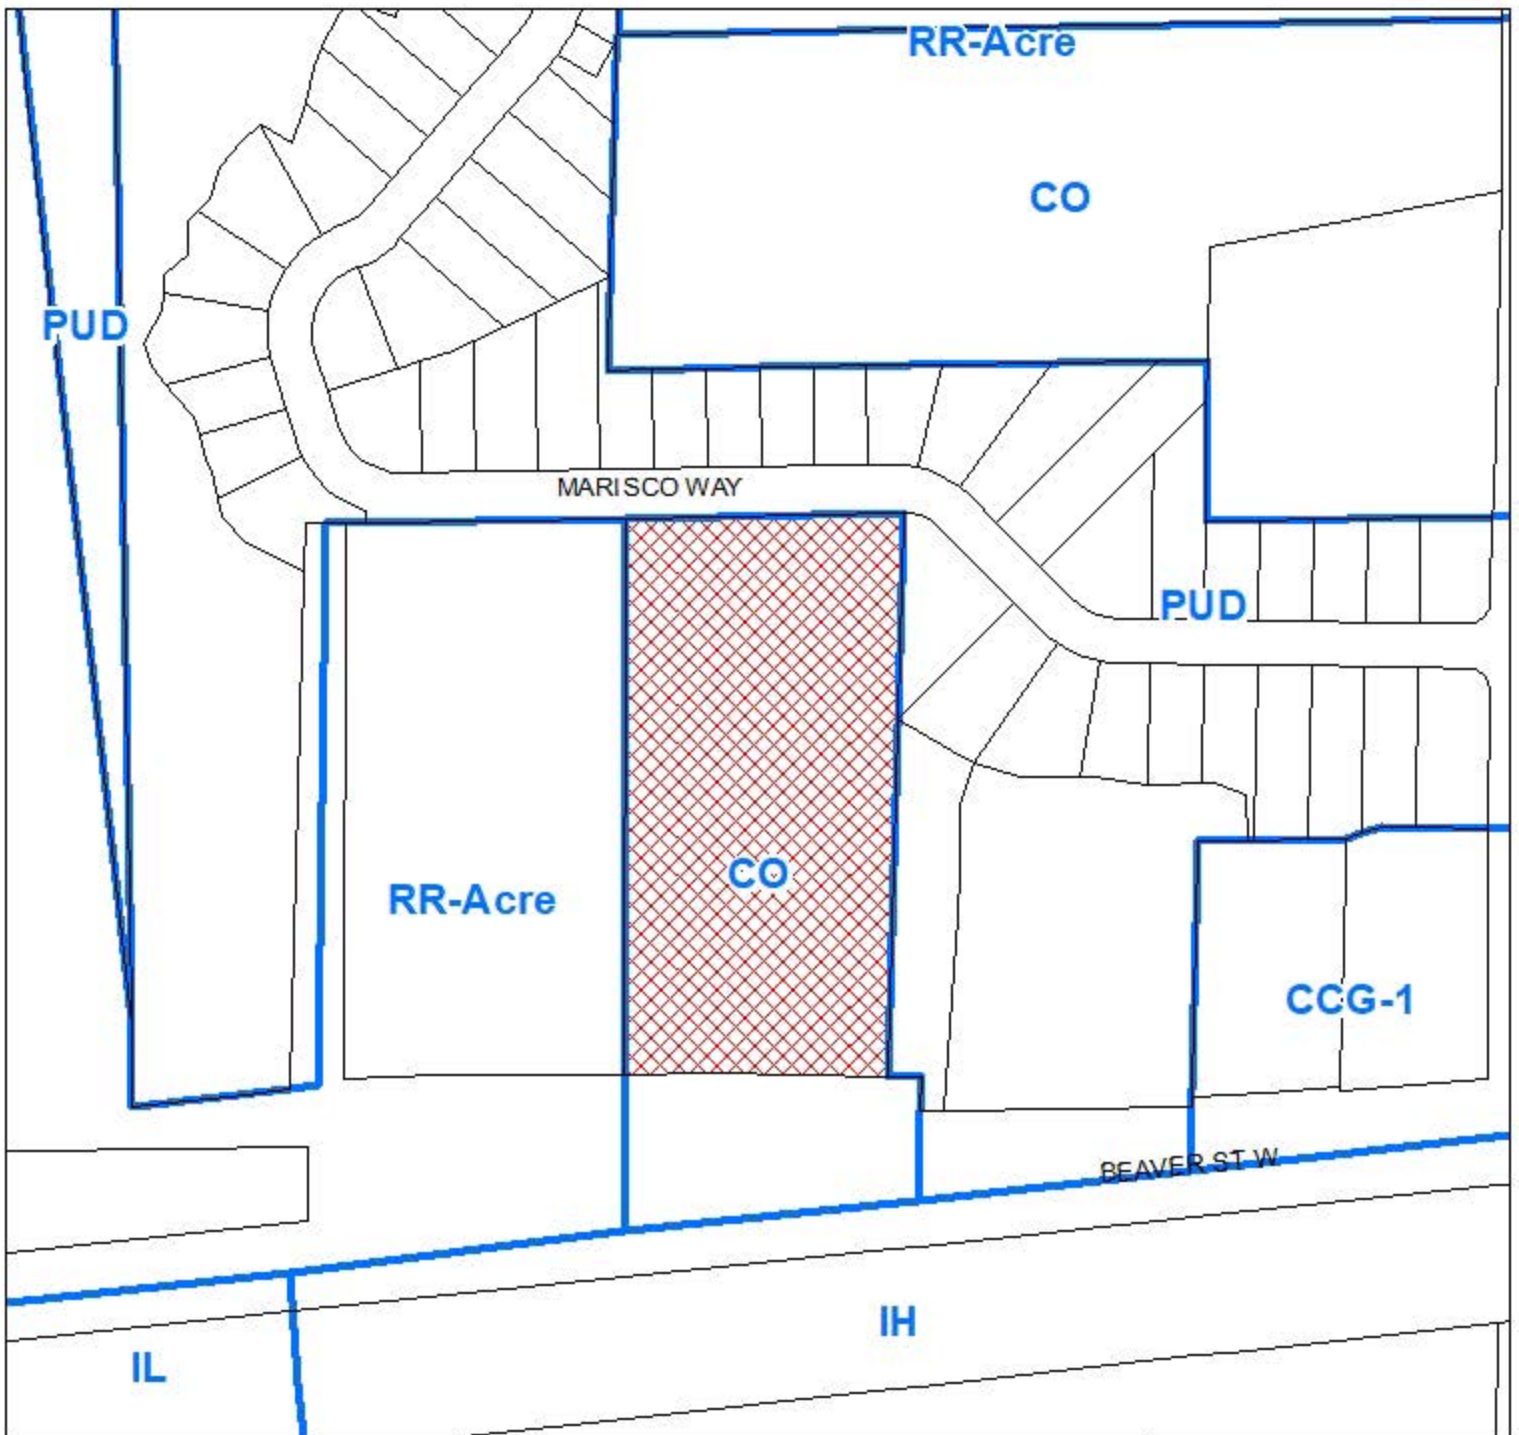 RR-Acre
CO
PUD
MARISCO WAY
PUD
CO
RR-Acre
CCG-1
BEAVER ST W
IH
IL